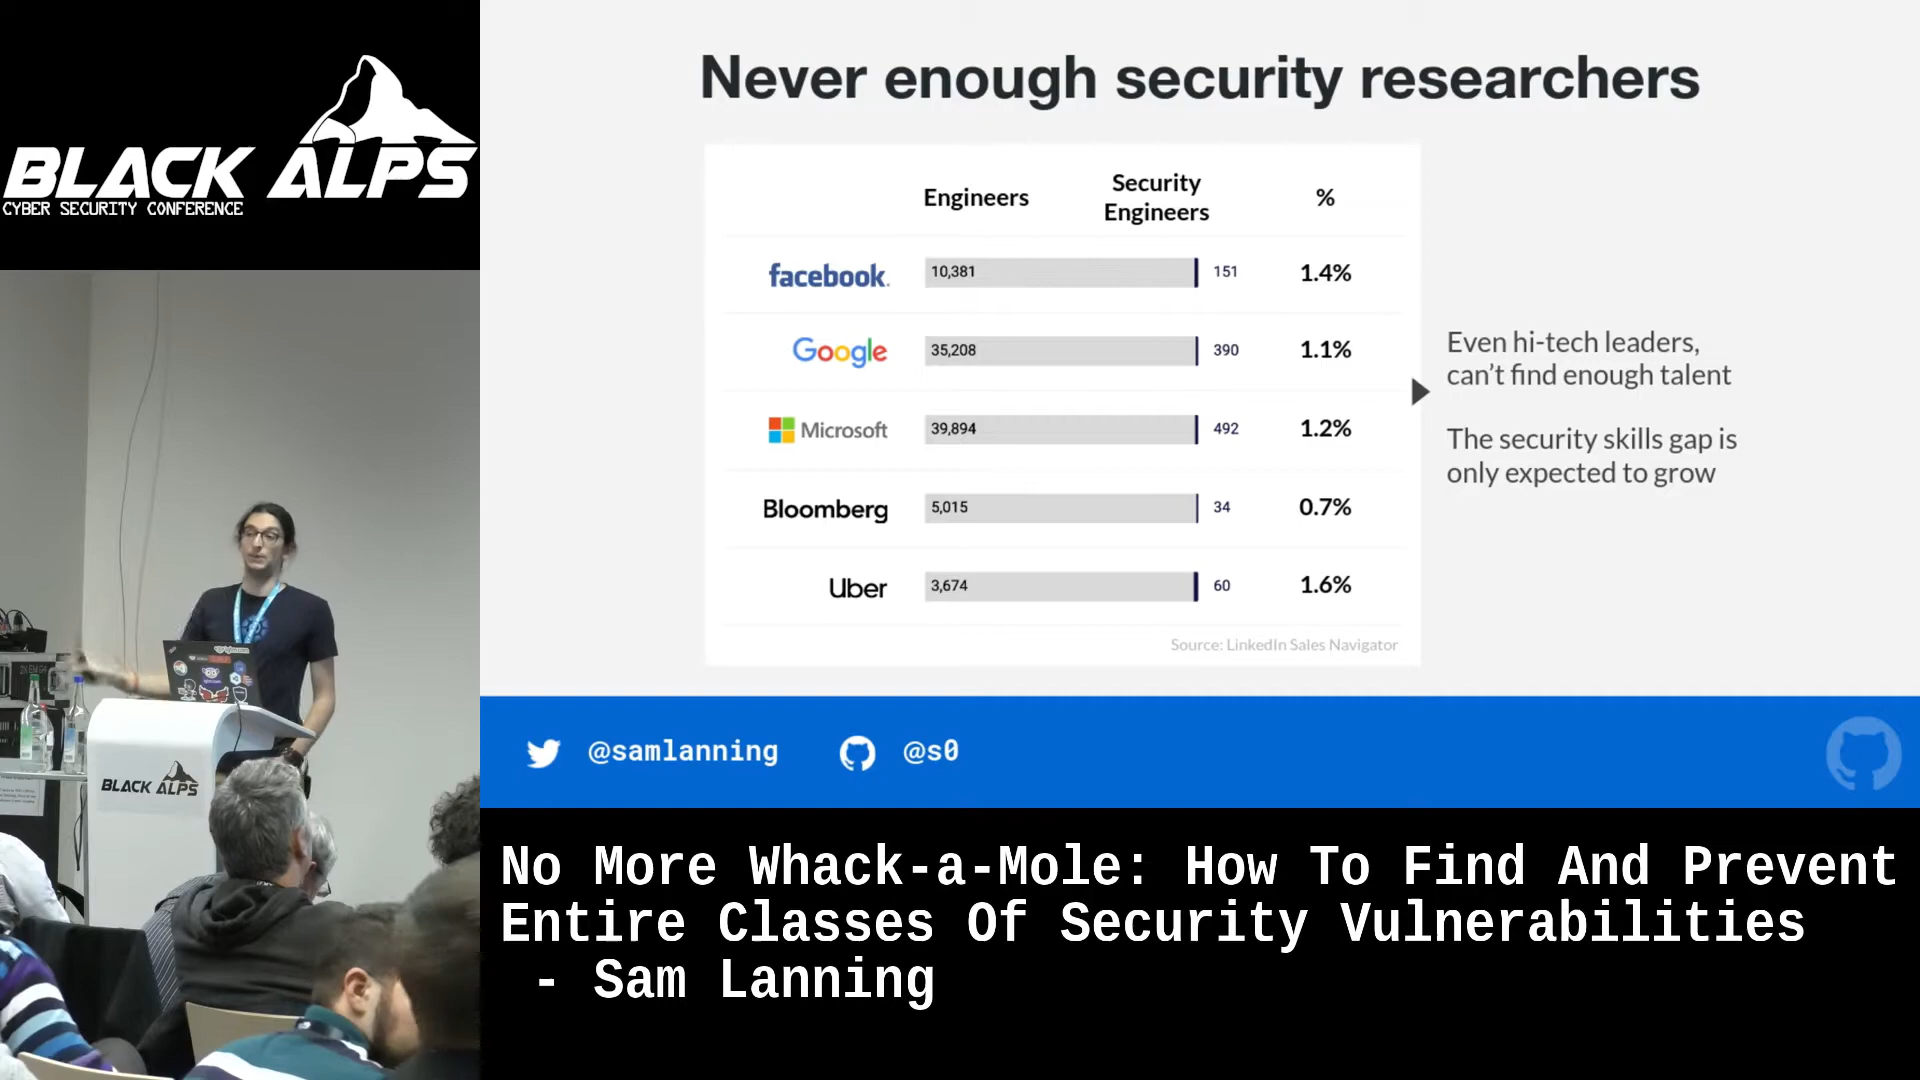 BLACK ALPS
CYBER SECURITY CONFERENCE
Never enough security researchers
Engineers
Security
Engineers
%
facebook.
10,381
151
1.4%
Google
35,208
390
1.1%
Microsoft
39,894
492
1.2%
Bloomberg
5,015
34
0.7%
Uber
3,674
60
1.6%
Source: LinkedIn Sales Navigator
Even hi-tech leaders,
can't find enough talent
The security skills gap is
only expected to grow
@samlanning
@s0
BLACK ALPS
No More Whack-a-Mole: How To Find And Prevent
Entire Classes Of Security Vulnerabilities
- Sam Lanning